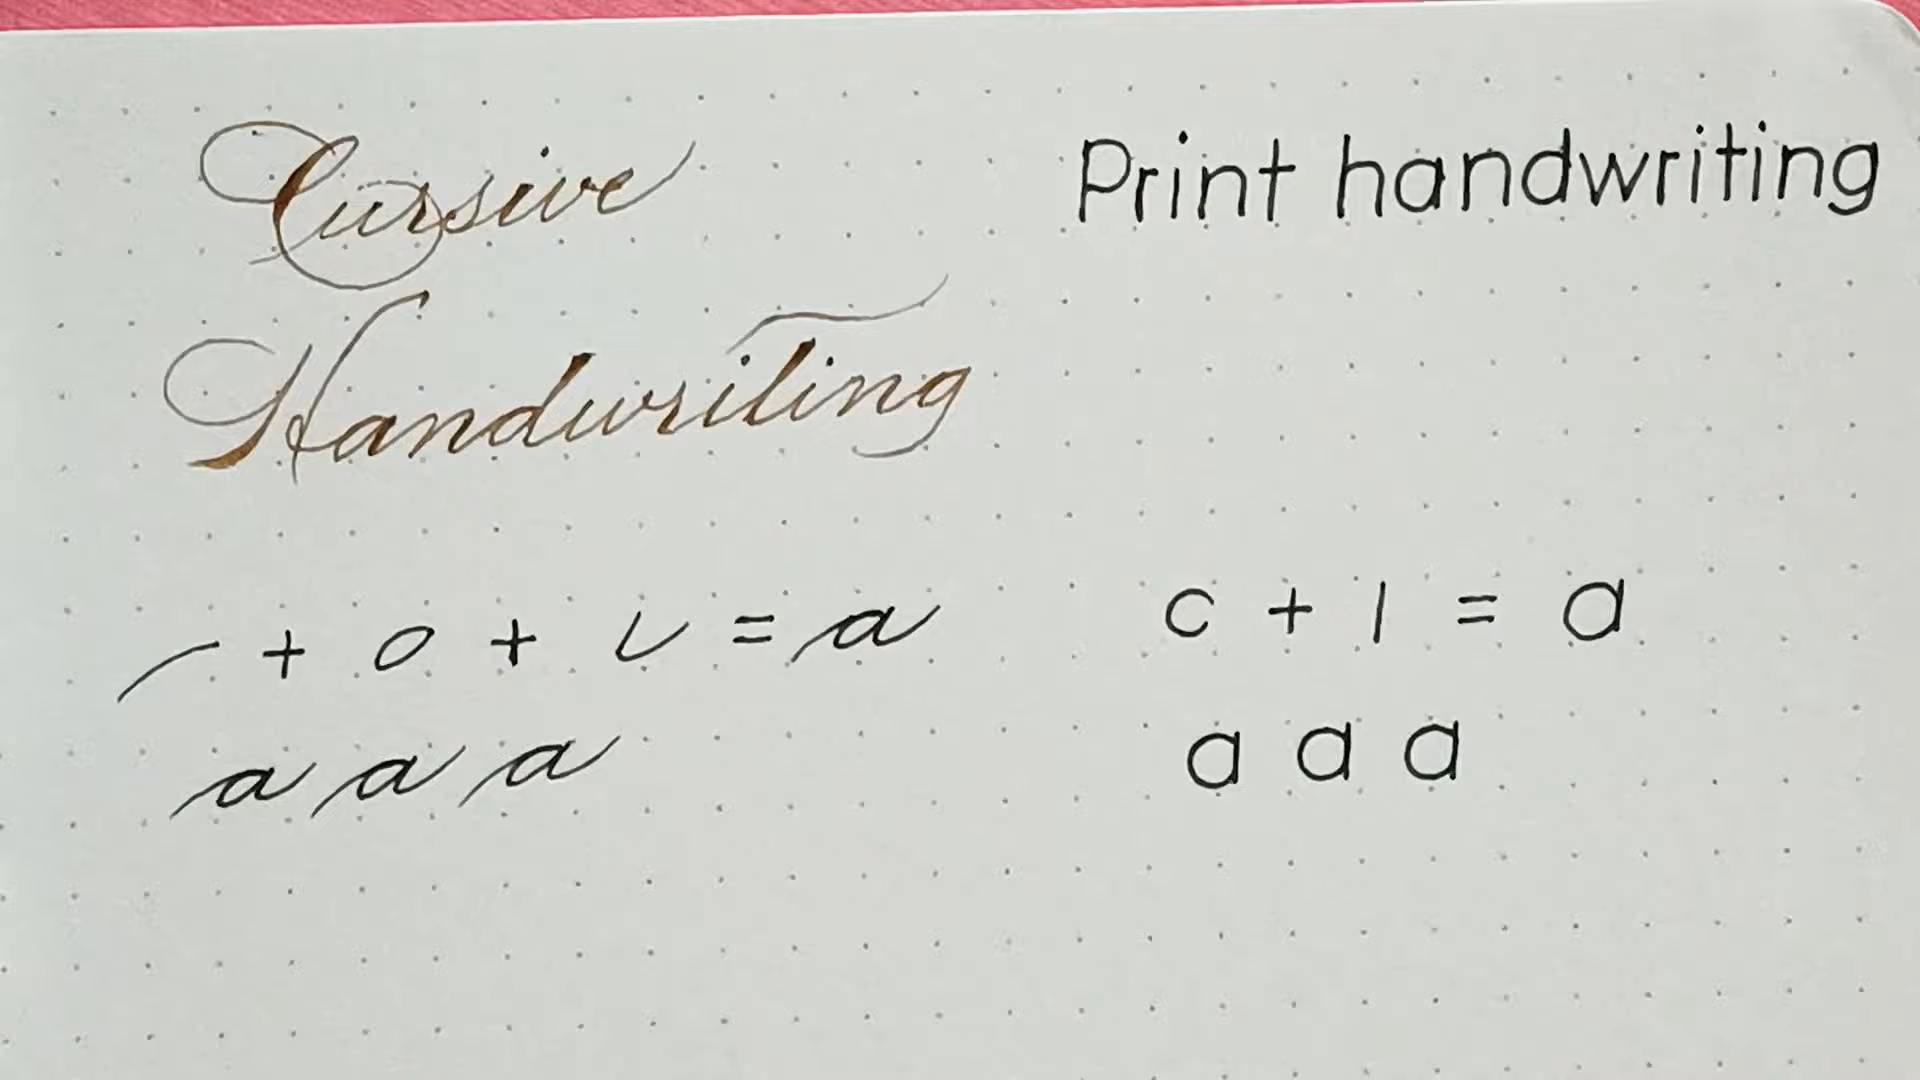 Cursive
Handwriting
+ o + = a
a a a
Print handwriting
c + l = a
a a a